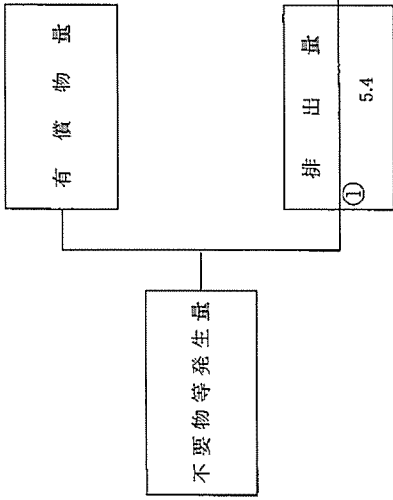 有償物量
排出量
①
5.4
不要物等発生量